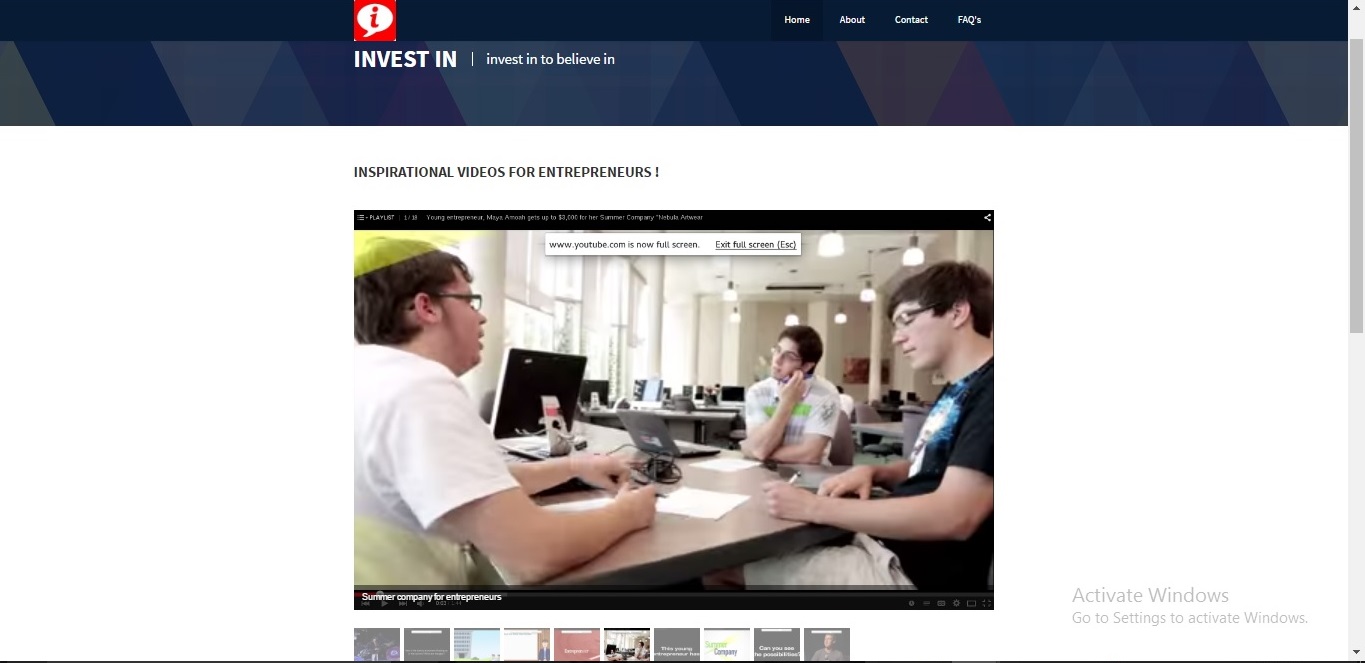 i
Home About Contact FAQ's
INVEST IN | invest in to believe in
INSPIRATIONAL VIDEOS FOR ENTREPRENEURS !
PLAYLIST | 1 / 18 Young entrepreneur, Maya Amoah gets up to $3,000 for her Summer Company "Nebula Artwear
www.youtube.com is now full screen. Exit full screen (Esc)
Summer company for entrepreneurs
Activate Windows
Go to Settings to activate Windows.
This young
Summer
Company
Can you see
he possibilities?